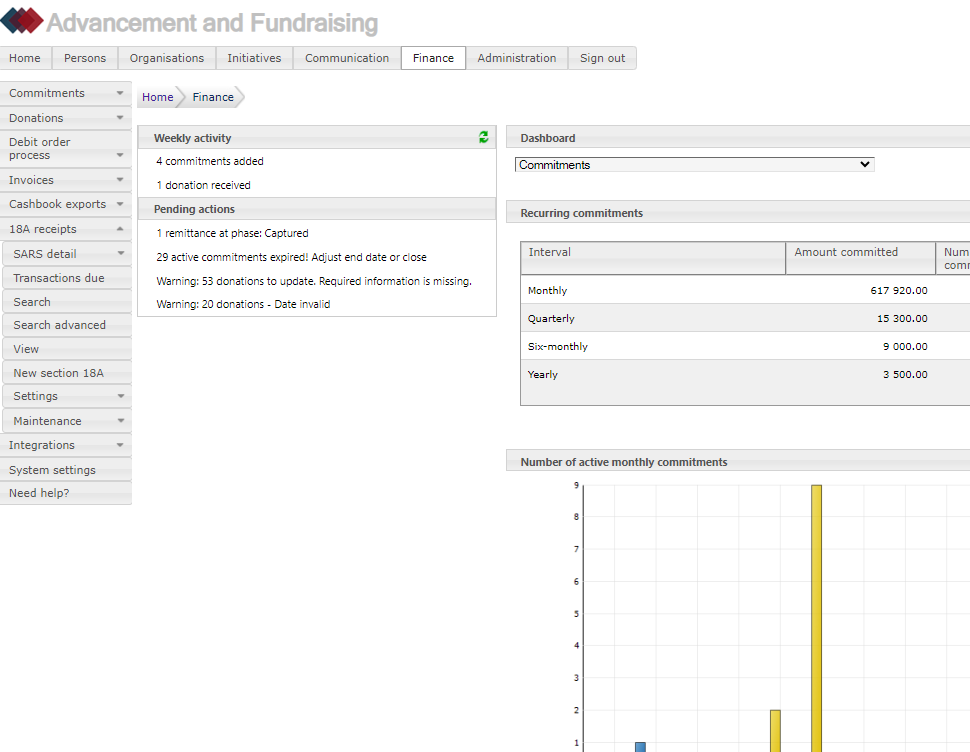 Advancement and Fundraising
Home Persons Organisations Initiatives Communication Finance Administration Sign out
Commitments
Donations
Debit order
process
Invoices
Cashbook exports
18A receipts
SARS detail
Transactions due
Search
Search advanced
View
New section 18A
Settings
Maintenance
Integrations
System settings
Need help?
Home Finance
Weekly activity
4 commitments added
1 donation received
Pending actions
1 remittance at phase: Captured
29 active commitments expired! Adjust end date or close
Warning: 53 donations to update. Required information is missing.
Warning: 20 donations - Date invalid
Dashboard
Commitments
Recurring commitments
Interval Amount committed Num
comm
Monthly 617 920.00
Quarterly 15 300.00
Six-monthly 9 000.00
Yearly 3 500.00
Number of active monthly commitments
9
8
7
6
5
4
3
2
1